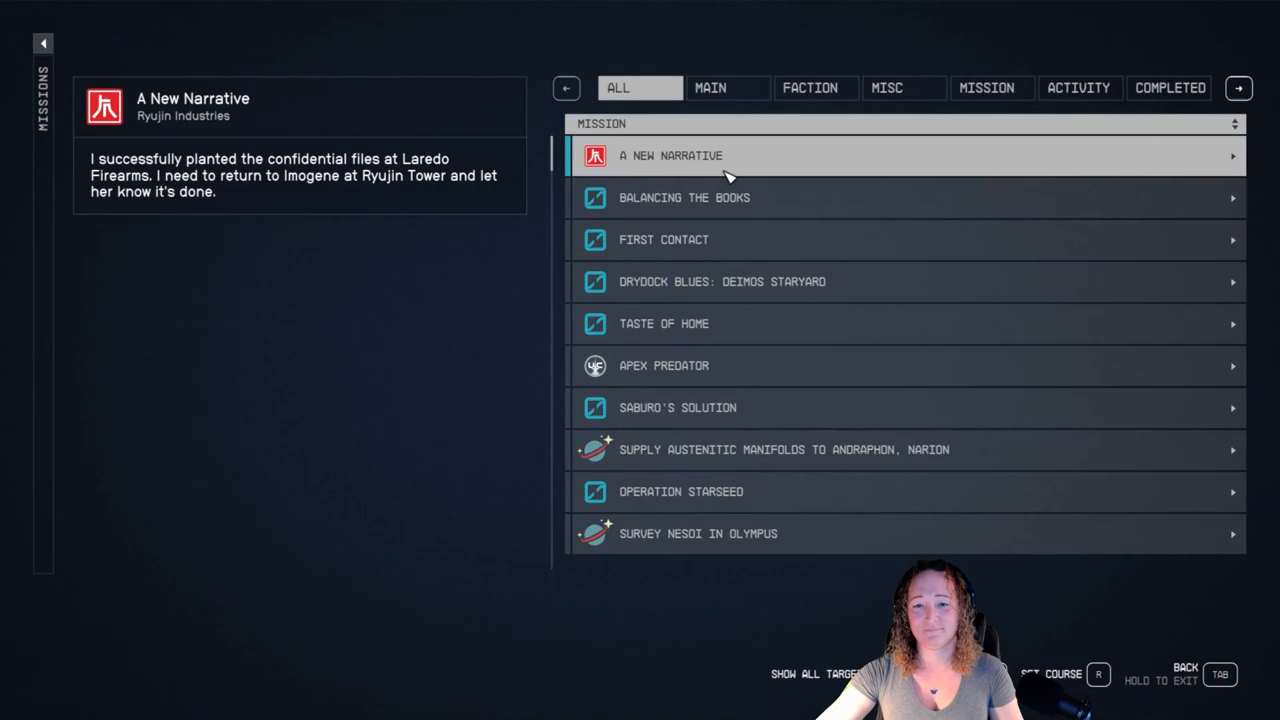 MISSIONS
A New Narrative
Ryujin Industries
I successfully planted the confidential files at Laredo
Firearms. I need to return to Imogene at Ryujin Tower and let
her know it's done.
ALL
MAIN
FACTION
MISC
MISSION
ACTIVITY
COMPLETED
MISSION
A NEW NARRATIVE
BALANCING THE BOOKS
FIRST CONTACT
DRYDOCK BLUES: DEIMOS STARYARD
TASTE OF HOME
UC
APEX PREDATOR
SABURO'S SOLUTION
SUPPLY AUSTENITIC MANIFOLDS TO ANDRAPHON, NARION
OPERATION STARSEED
SURVEY NESOI IN OLYMPUS
SHOW ALL
COURSE R
BACK
HOLD TO EXIT
TAB